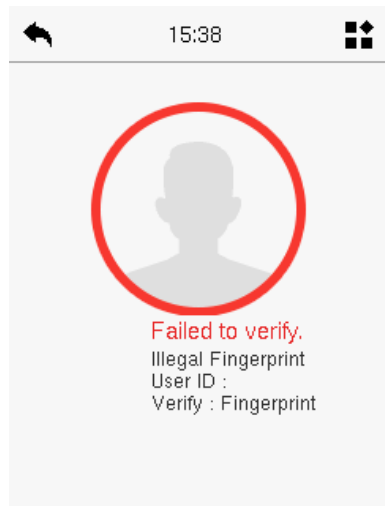 15:38
Failed to verify.
Illegal Fingerprint
User ID :
Verify : Fingerprint